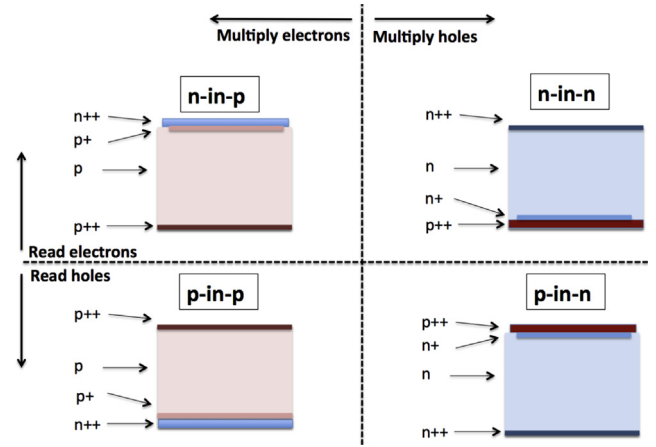 Multiply electrons
Multiply holes
n-in-p
n++
p+
p
p++
n-in-n
n++
n
n+
p++
Read electrons
Read holes
p-in-p
p++
p
p+
n++
p-in-n
p++
n+
n
n++